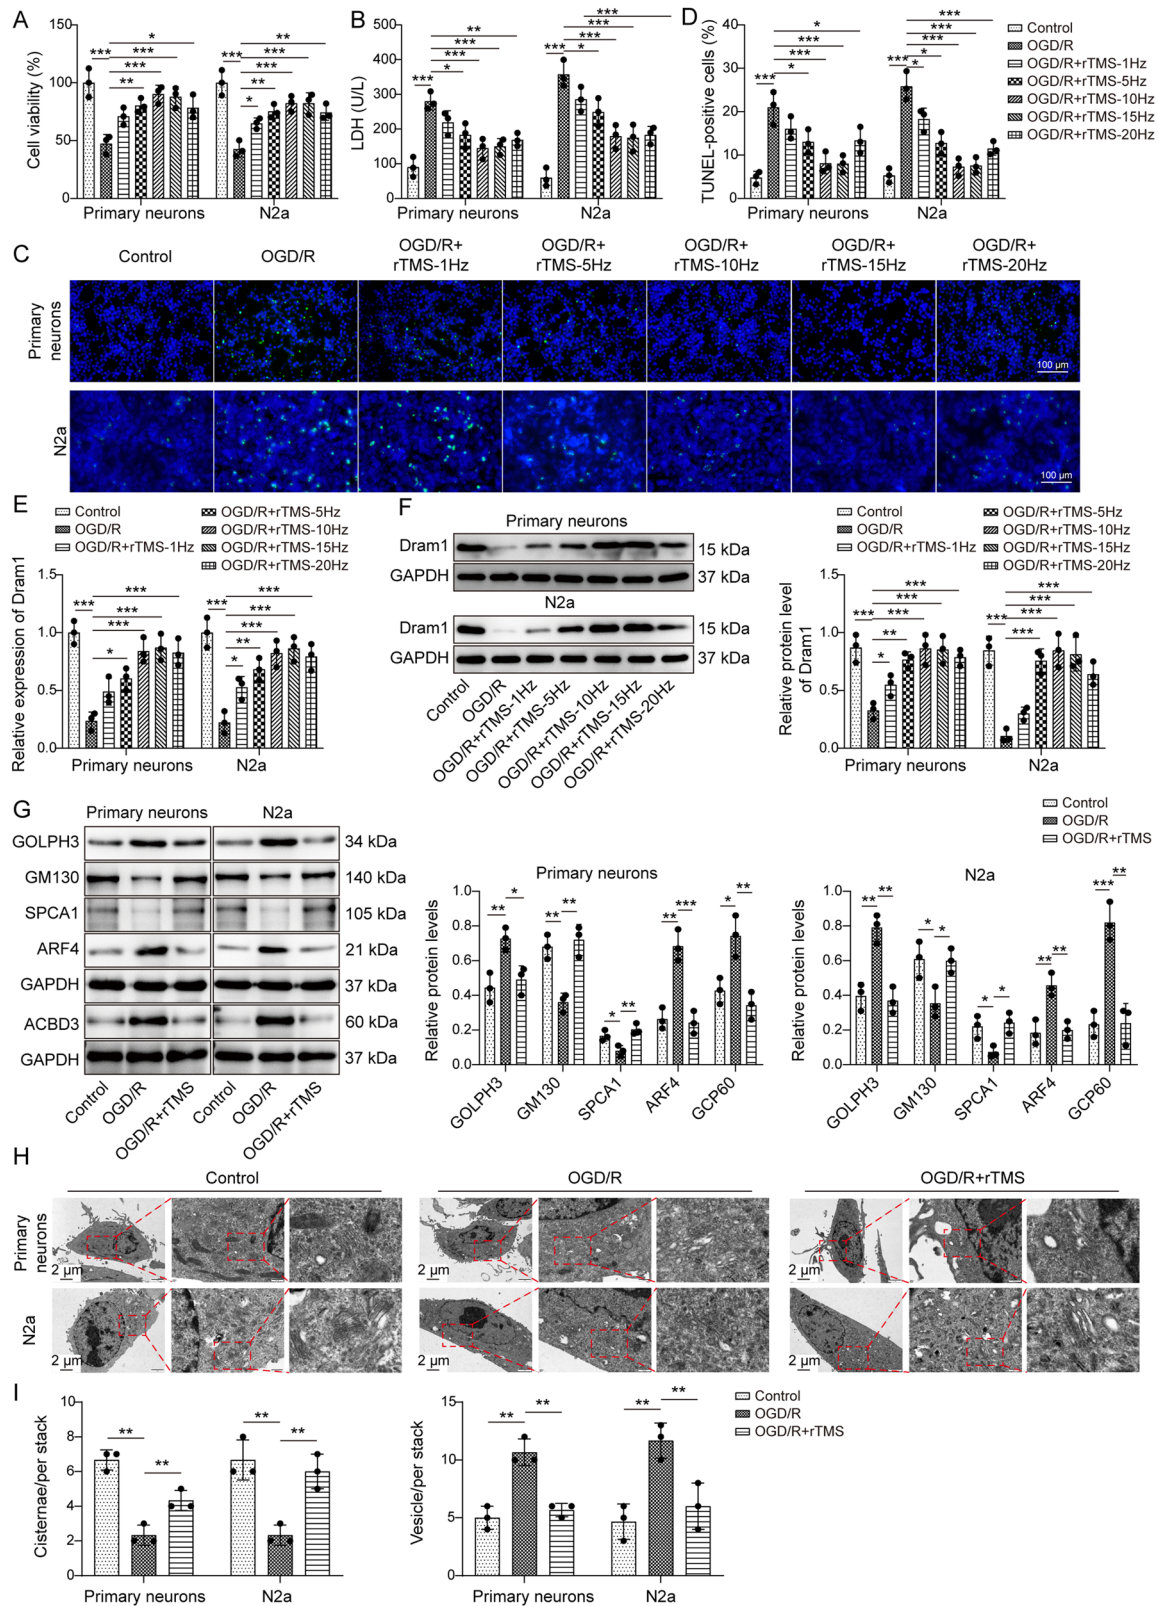 A
Cell viability (%)
150
100
50
0
***
***
***
**
*
***
**
***
***
**
*
Primary neurons
N2a
B
LDH (U/L)
500
400
300
200
100
0
***
*
***
***
**
***
*
***
***
***
Primary neurons
N2a
D
TUNEL-positive cells (%)
40
30
20
10
0
***
*
***
***
*
***
*
*
***
***
***
Primary neurons
N2a
Control
OGD/R
OGD/R+rTMS-1Hz
OGD/R+rTMS-5Hz
OGD/R+rTMS-10Hz
OGD/R+rTMS-15Hz
OGD/R+rTMS-20Hz
C
Control
OGD/R
OGD/R+
rTMS-1Hz
OGD/R+
rTMS-5Hz
OGD/R+
rTMS-10Hz
OGD/R+
rTMS-15Hz
OGD/R+
rTMS-20Hz
Primary
neurons
100 μm
N2a
100 μm
E
Control
OGD/R
OGD/R+rTMS-1Hz
OGD/R+rTMS-5Hz
OGD/R+rTMS-10Hz
OGD/R+rTMS-15Hz
OGD/R+rTMS-20Hz
Relative expression of Dram1
1.5
1.0
0.5
0.0
***
*
***
***
***
***
*
**
***
***
***
Primary neurons
N2a
F
Primary neurons
Dram1
15 kDa
GAPDH
37 kDa
N2a
Dram1
15 kDa
GAPDH
37 kDa
Control
OGD/R
OGD/R+rTMS-1Hz
OGD/R+rTMS-5Hz
OGD/R+rTMS-10Hz
OGD/R+rTMS-15Hz
OGD/R+rTMS-20Hz
Control
OGD/R
OGD/R+rTMS-1Hz
OGD/R+rTMS-5Hz
OGD/R+rTMS-10Hz
OGD/R+rTMS-15Hz
OGD/R+rTMS-20Hz
Relative protein level
of Dram1
1.5
1.0
0.5
0.0
***
*
**
***
***
***
***
***
***
***
***
Primary neurons
N2a
G
Primary neurons
N2a
GOLPH3
34 kDa
GM130
140 kDa
SPCA1
105 kDa
ARF4
21 kDa
GAPDH
37 kDa
ACBD3
60 kDa
GAPDH
37 kDa
Control
OGD/R
OGD/R+rTMS
Control
OGD/R
OGD/R+rTMS
Control
OGD/R
OGD/R+rTMS
Primary neurons
Relative protein levels
1.0
0.8
0.6
0.4
0.2
0.0
**
*
**
**
*
**
**
***
*
**
GOLPH3
GM130
SPCA1
ARF4
GCP60
N2a
Relative protein levels
1.0
0.8
0.6
0.4
0.2
0.0
**
**
*
*
*
*
**
**
***
**
GOLPH3
GM130
SPCA1
ARF4
GCP60
H
Control
OGD/R
OGD/R+rTMS
Primary
neurons
2 μm
2 μm
2 μm
N2a
2 μm
2 μm
2 μm
I
Cisternae/per stack
10
8
6
4
2
0
**
**
**
**
Primary neurons
N2a
Vesicle/per stack
15
10
5
0
**
**
**
**
Primary neurons
N2a
Control
OGD/R
OGD/R+rTMS